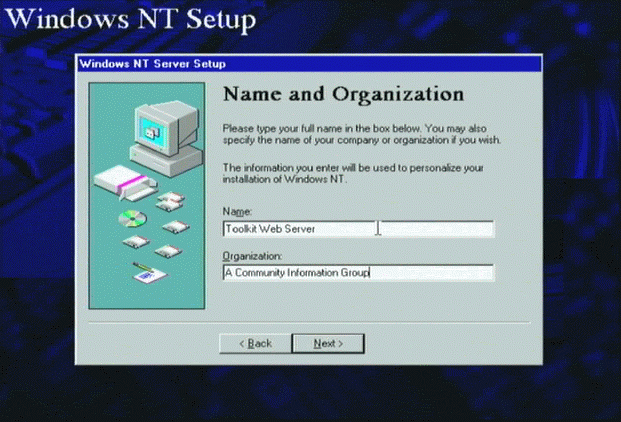 Windows NT Setup
Windows NT Server Setup
Name and Organization
Please type your full name in the box below. You may also
specify the name of your company or organization if you wish.
The information you enter will be used to personalize your
installation of Windows NT.
Name:
Toolkit Web Server
Organization:
A Community Information Group
< Back
Next >